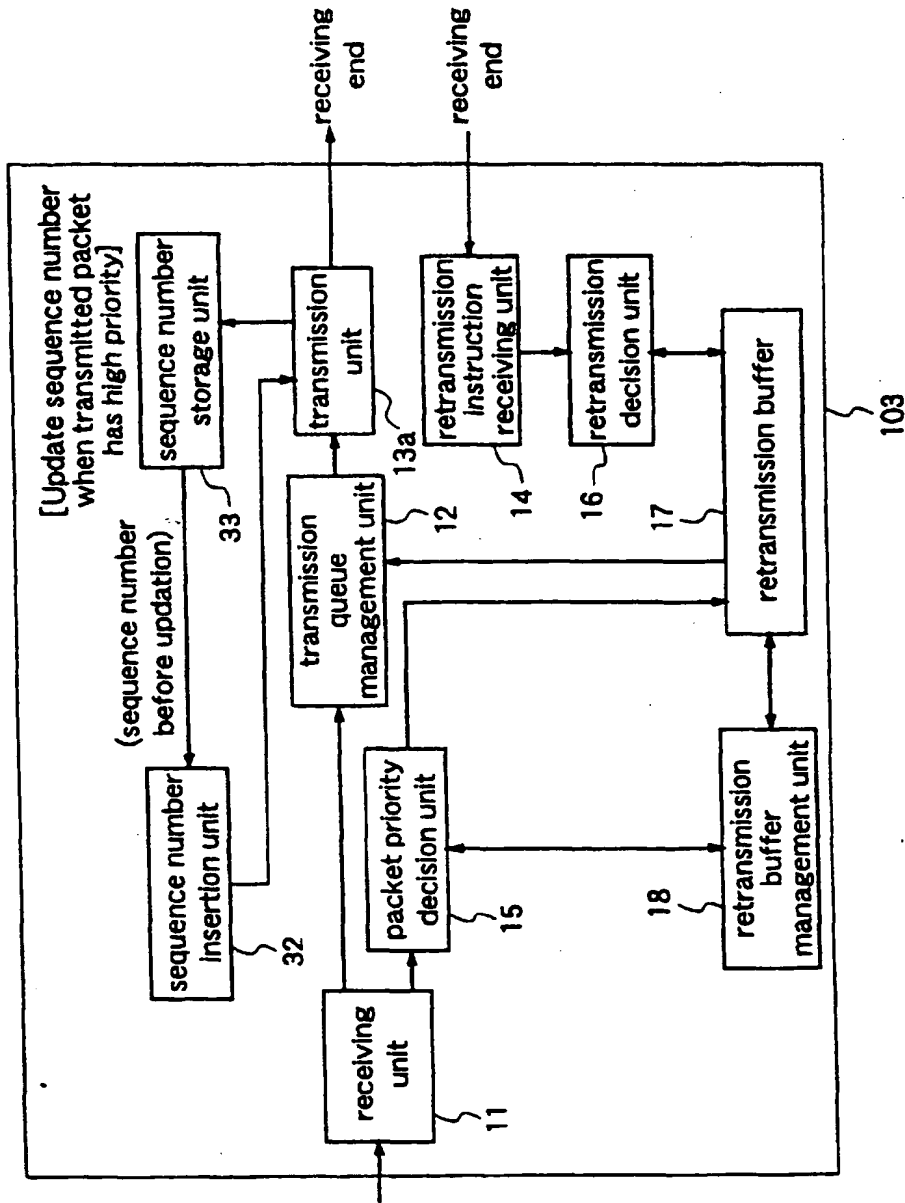 [Update sequence number
when transmitted packet
has high priority]
(sequence number
before updation)
sequence number
insertion unit
32
sequence number
storage unit
33
receiving
end
receiving
unit
11
transmission
queue
management unit
12
transmission
unit
13a
packet priority
decision unit
15
retransmission
instruction
receiving unit
14
receiving
end
retransmission
decision unit
16
retransmission
buffer
management unit
18
retransmission buffer
17
103